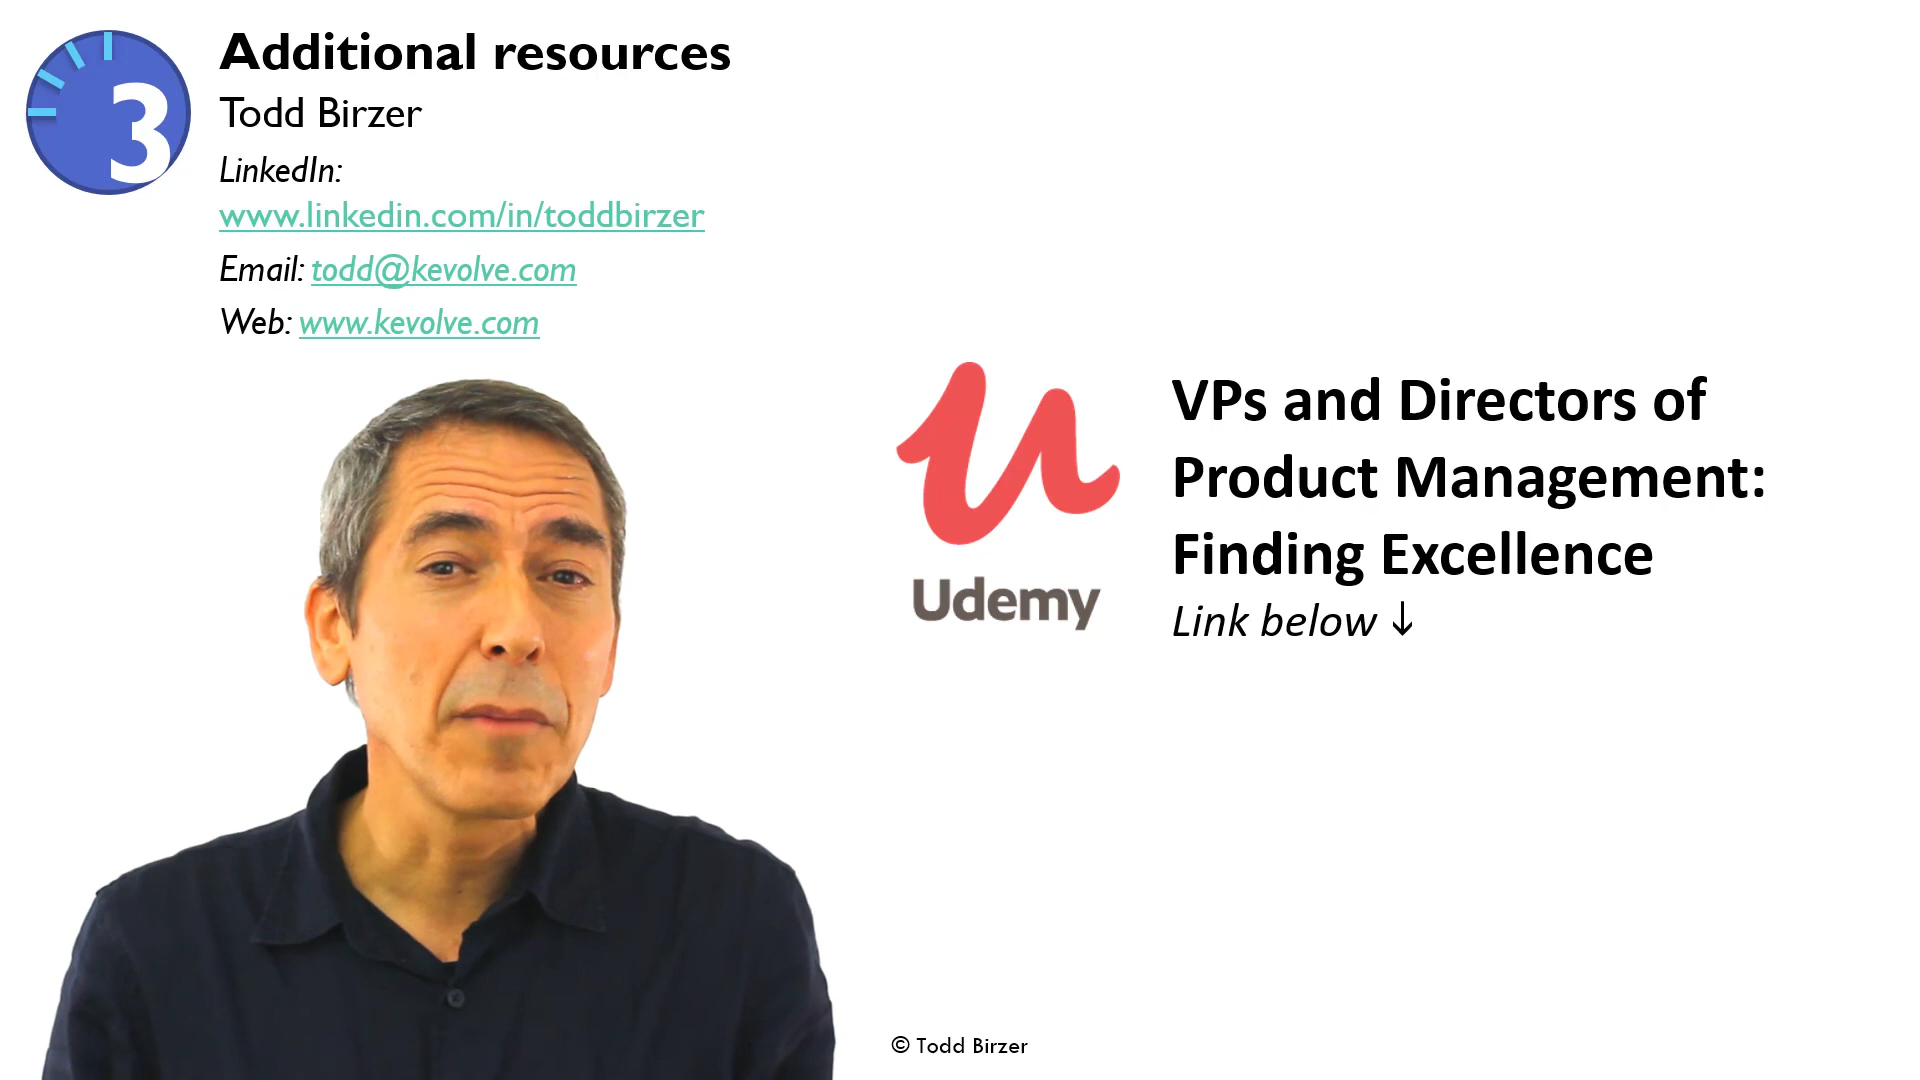 3
Additional resources
Todd Birzer
LinkedIn:
www.linkedin.com/in/toddbirzer
Email: todd@kevolve.com
Web: www.kevolve.com
Udemy
VPs and Directors of
Product Management:
Finding Excellence
Link below ↓
© Todd Birzer